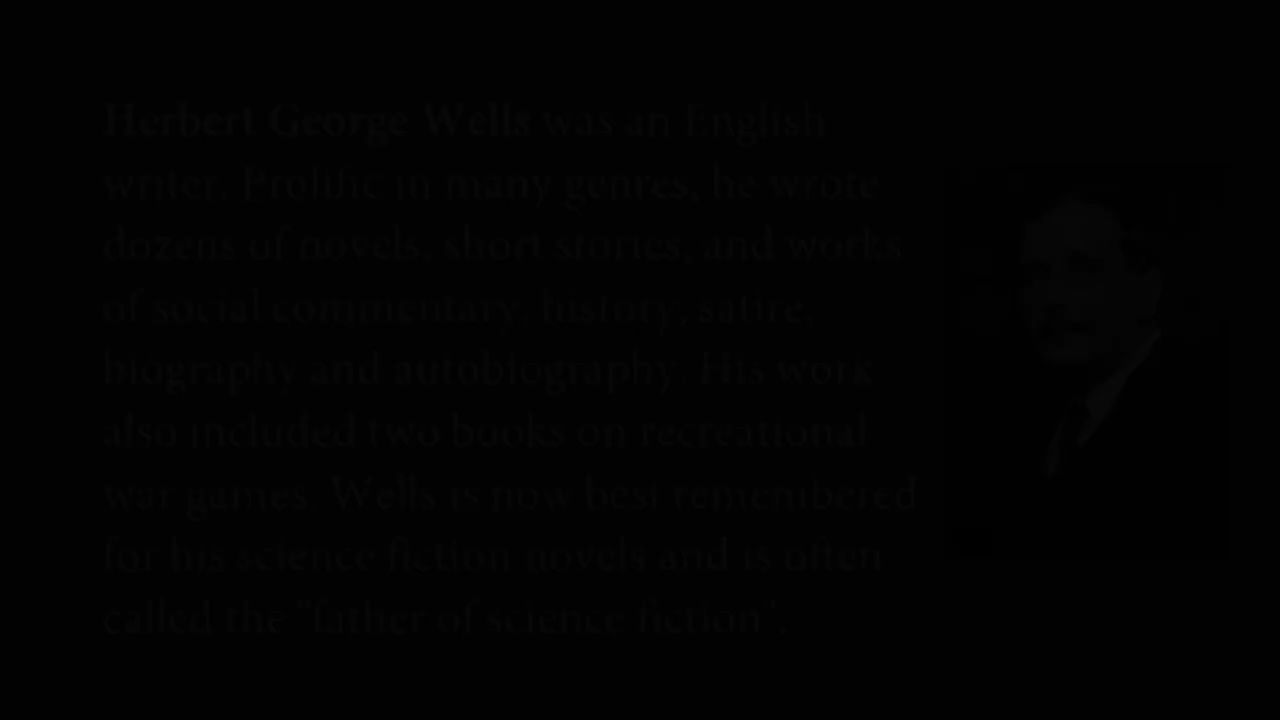 Herbert George Wells was an English
writer. Prolific in many genres, he wrote
dozens of novels, short stories, and works
of social commentary, history, satire,
biography and autobiography. His work
also included two books on recreational
war games. Wells is now best remembered
for his science fiction novels and is often
called the "father of science fiction".